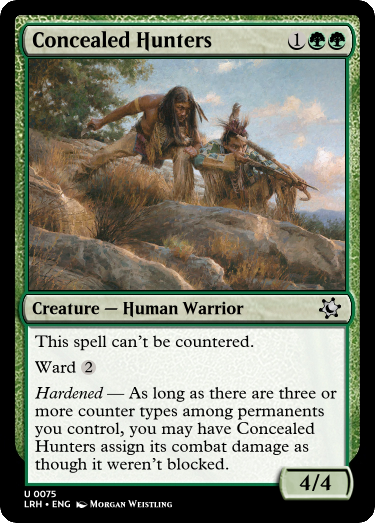 Concealed Hunters 1
Creature — Human Warrior
This spell can't be countered.
Ward 2
Hardened — As long as there are three or
more counter types among permanents
you control, you may have Concealed
Hunters assign its combat damage as
though it weren't blocked.
4/4
U 0075
LRH • ENG Morgan Weistling